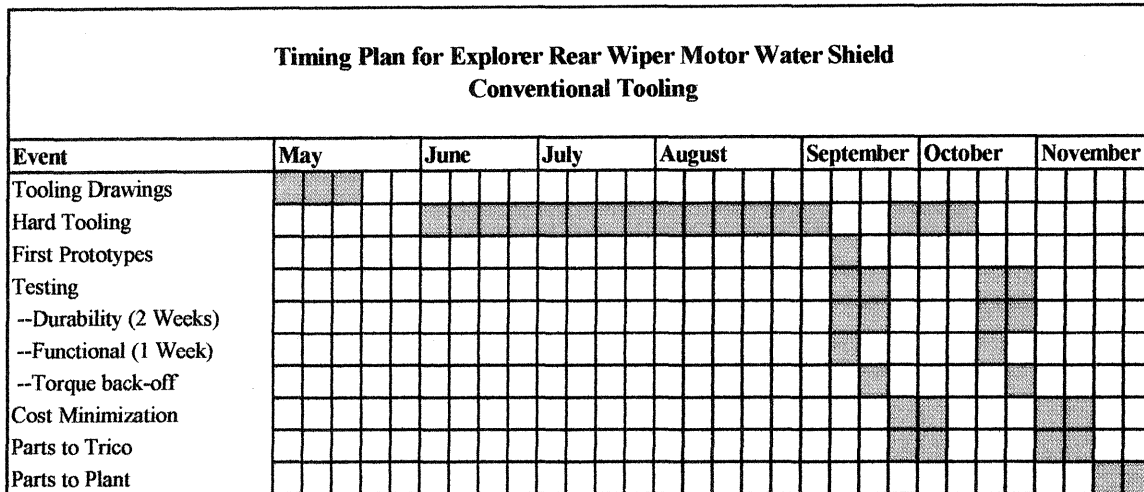 Timing Plan for Explorer Rear Wiper Motor Water Shield
Conventional Tooling
Event May June July August September October November
Tooling Drawings
Hard Tooling
First Prototypes
Testing
--Durability (2 Weeks)
--Functional (1 Week)
--Torque back-off
Cost Minimization
Parts to Trico
Parts to Plant